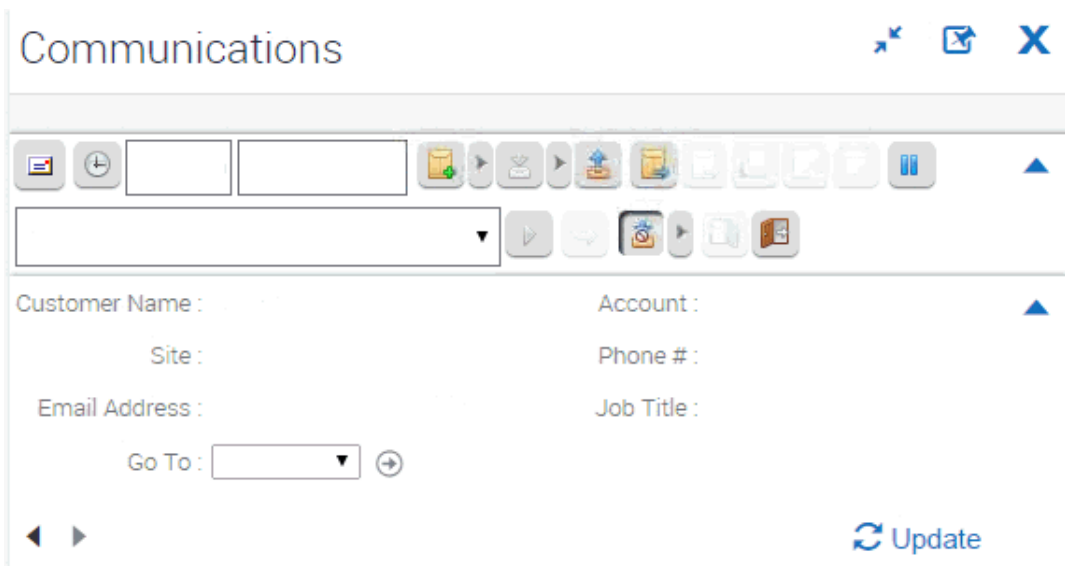 Communications
Customer Name :
Account :
Site :
Phone # :
Email Address :
Job Title :
Go To :
Update